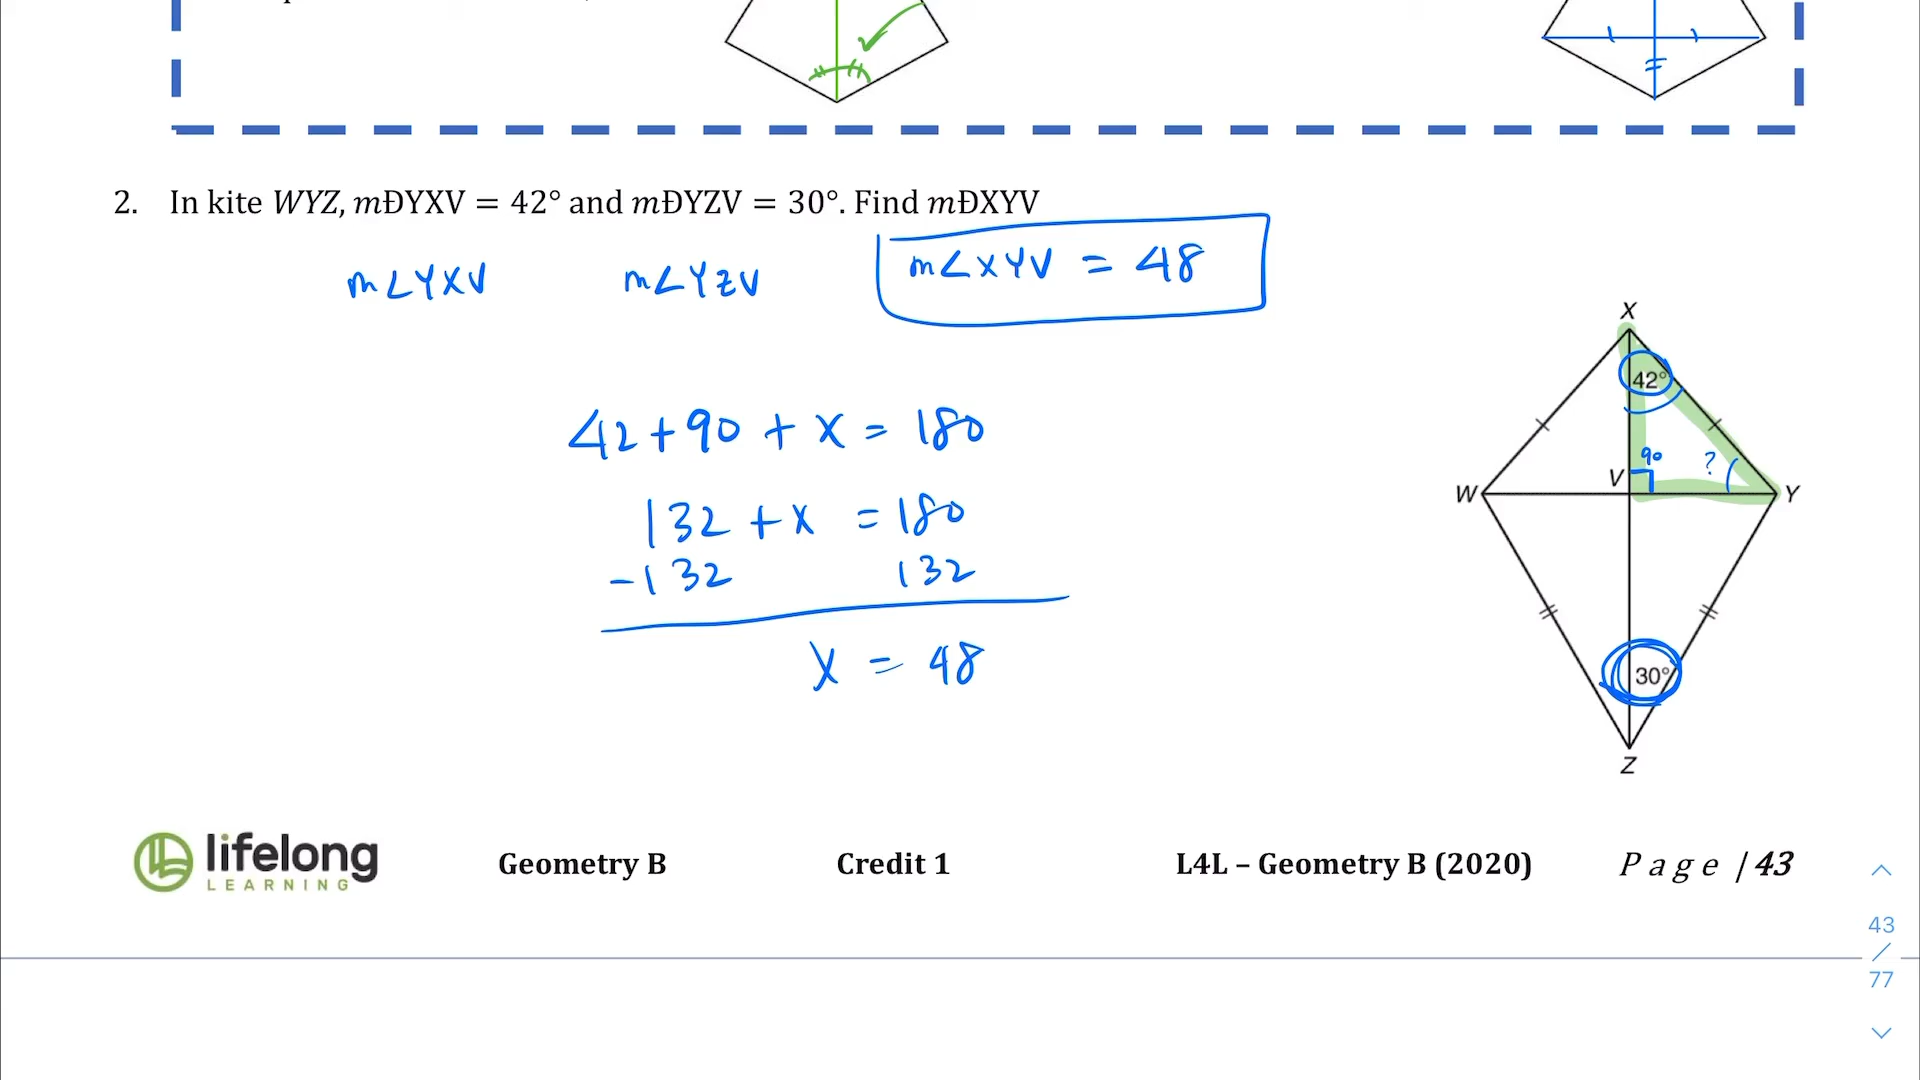 2. In kite WYZ, mÐYXV = 42° and mÐYZV = 30°. Find mÐXYV
m∠YXV m∠YZV m∠XYV = 48
42 + 90 + x = 180
132 + x = 180
-132 132
x = 48
X
42°
90 ?
V
W Y
30°
Z
lifelong
LEARNING
Geometry B Credit 1 L4L – Geometry B (2020) Page | 43
43
/
77